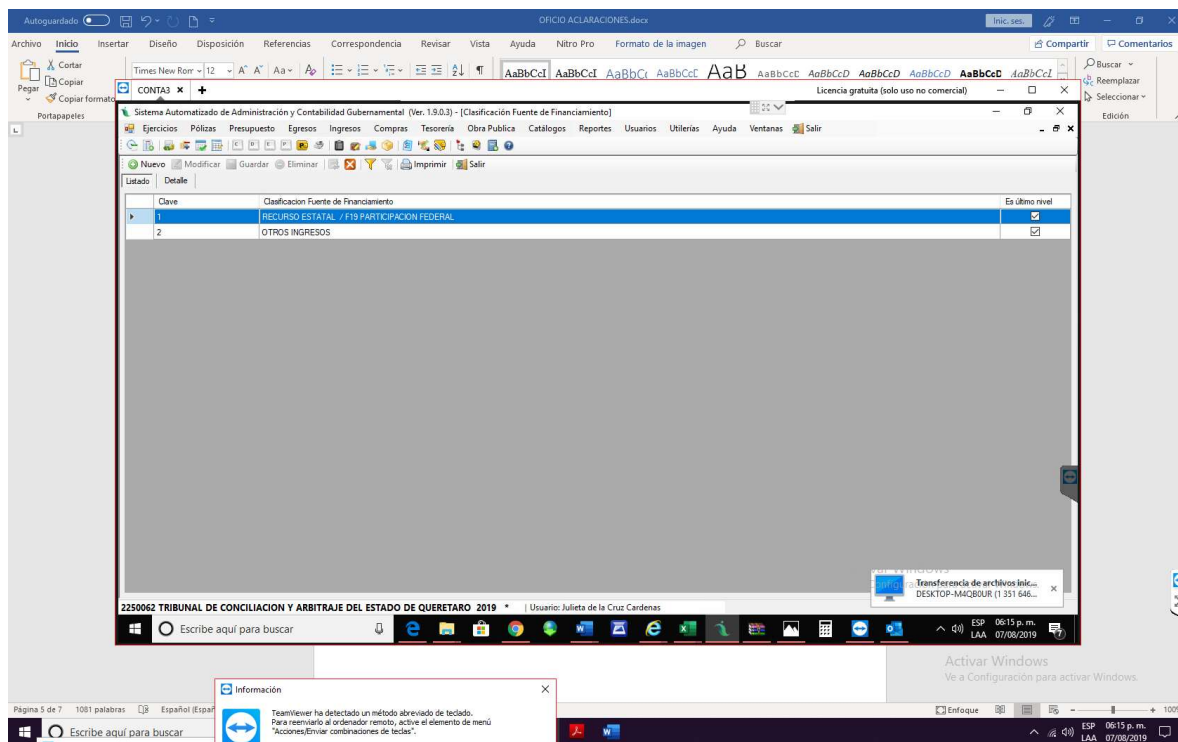 Autoguardado
OFICIO ACLARACIONES.docx
Inic. ses.
Archivo Inicio Insertar Diseño Disposición Referencias Correspondencia Revisar Vista Ayuda Nitro Pro Formato de la imagen Buscar Compartir Comentarios
Pegar
Cortar
Copiar
Copiar formato
Portapapeles
Times New Rom 12
AaBbCcI AaBbCcI AaBbCc AaBbCcC AaB AaBbCcC AaBbCcD AaBbCcD AaBbCcD AaBbCcD AaBbCcI
Buscar
Reemplazar
Seleccionar
Edición
CONTA3
Licencia gratuita (solo uso no comercial)
Sistema Automatizado de Administración y Contabilidad Gubernamental (Ver. 1.9.0.3) - [Clasificación Fuente de Financiamiento]
Ejercicios Pólizas Presupuesto Egresos Ingresos Compras Tesorería Obra Publica Catálogos Reportes Usuarios Utilerías Ayuda Ventanas Salir
Nuevo Modificar Guardar Eliminar Imprimir Salir
Listado Detalle
Clave Clasificacion Fuente de Financiamiento Es último nivel
1 RECURSO ESTATAL / F19 PARTICIPACION FEDERAL
2 OTROS INGRESOS
Transferencia de archivos inic...
DESKTOP-M4QB0UR (1 351 646...
2250062 TRIBUNAL DE CONCILIACION Y ARBITRAJE DEL ESTADO DE QUERETARO 2019 * | Usuario: Julieta de la Cruz Cardenas
Escribe aquí para buscar
ESP 06:15 p. m.
LAA 07/08/2019
Activar Windows
Ve a Configuración para activar Windows.
Información
TeamViewer ha detectado un método abreviado de teclado.
Para reenviarlo al ordenador remoto, active el elemento de menú
"Acciones/Enviar combinaciones de teclas".
Página 5 de 7 1081 palabras Español (Españ
Enfoque
100%
Escribe aquí para buscar
ESP 06:15 p. m.
LAA 07/08/2019